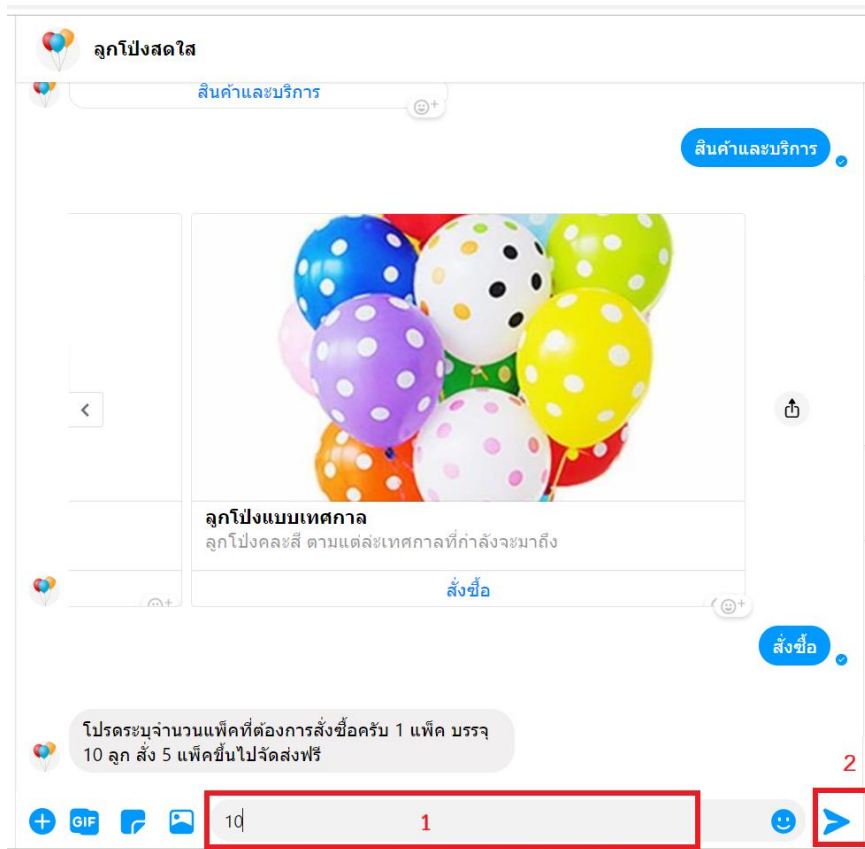 ลูกโป่งสดใส
สินค้าและบริการ
สินค้าและบริการ
ลูกโป่งแบบเทศกาล
ลูกโป่งคละสี ตามแต่ล่ะเทศกาลที่กำลังจะมาถึง
สั่งซื้อ
สั่งซื้อ
โปรดระบุจำนวนแพ็คที่ต้องการสั่งซื้อครับ 1 แพ็ค บรรจุ
10 ลูก สั่ง 5 แพ็คขึ้นไปจัดส่งฟรี
2
GIF 10 1